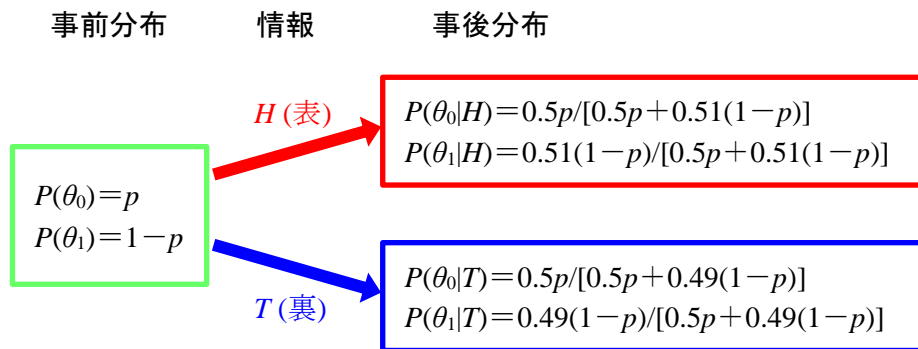 事前分布 情報 事後分布
H (表)
P(θ₀|H)＝0.5p/[0.5p＋0.51(1−p)]
P(θ₁|H)＝0.51(1−p)/[0.5p＋0.51(1−p)]
P(θ₀)＝p
P(θ₁)＝1−p
T (裏)
P(θ₀|T)＝0.5p/[0.5p＋0.49(1−p)]
P(θ₁|T)＝0.49(1−p)/[0.5p＋0.49(1−p)]